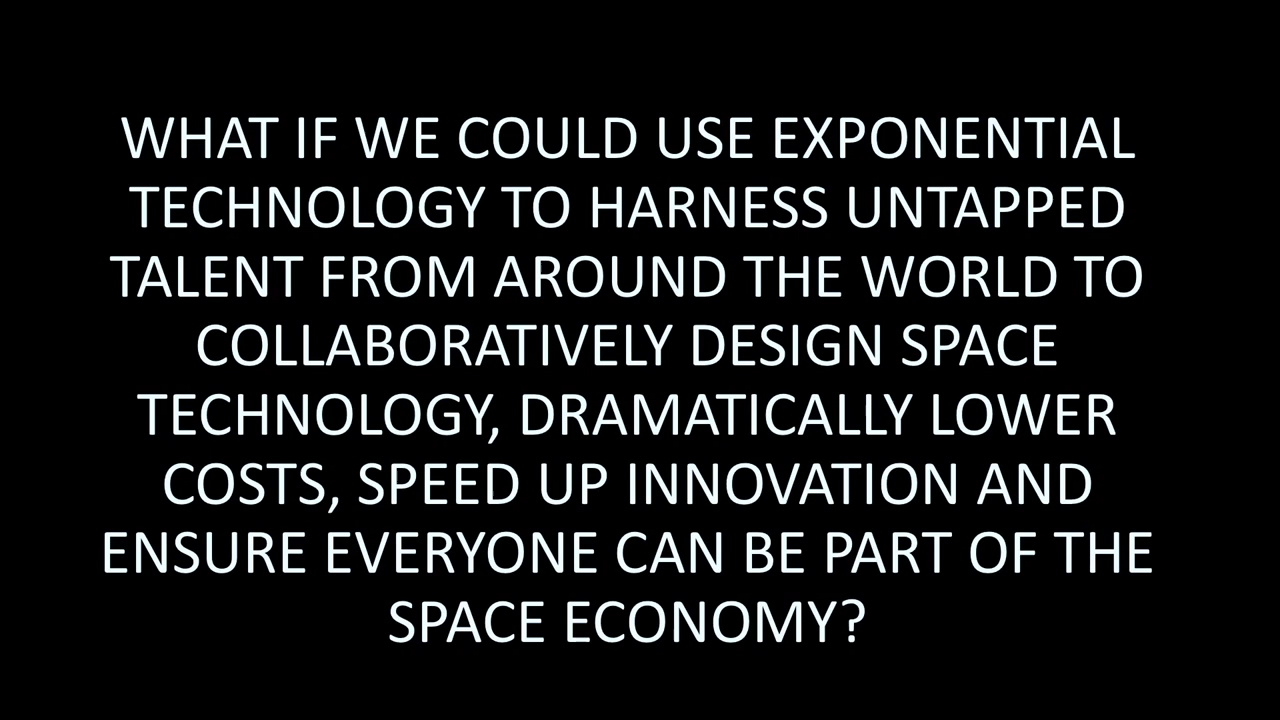 WHAT IF WE COULD USE EXPONENTIAL
TECHNOLOGY TO HARNESS UNTAPPED
TALENT FROM AROUND THE WORLD TO
COLLABORATIVELY DESIGN SPACE
TECHNOLOGY, DRAMATICALLY LOWER
COSTS, SPEED UP INNOVATION AND
ENSURE EVERYONE CAN BE PART OF THE
SPACE ECONOMY?